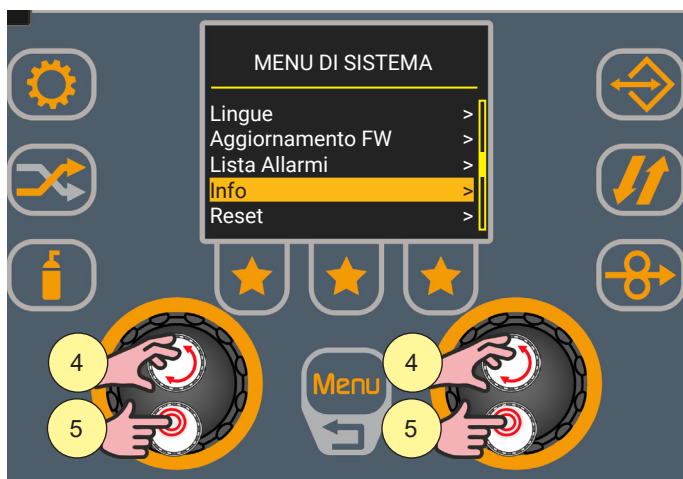 MENU DI SISTEMA
Lingue >
Aggiornamento FW >
Lista Allarmi >
Info >
Reset >
4
4
Menu
5
5